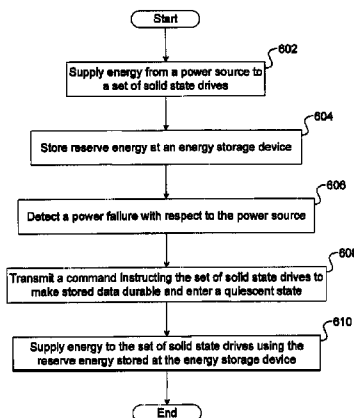 Start
602
Supply energy from a power source to
a set of solid state drives
604
Store reserve energy at an energy storage device
606
Detect a power failure with respect to the power source
608
Transmit a command instructing the set of solid state drives to
make stored data durable and enter a quiescent state
610
Supply energy to the set of solid state drives using the
reserve energy stored at the energy storage device
End